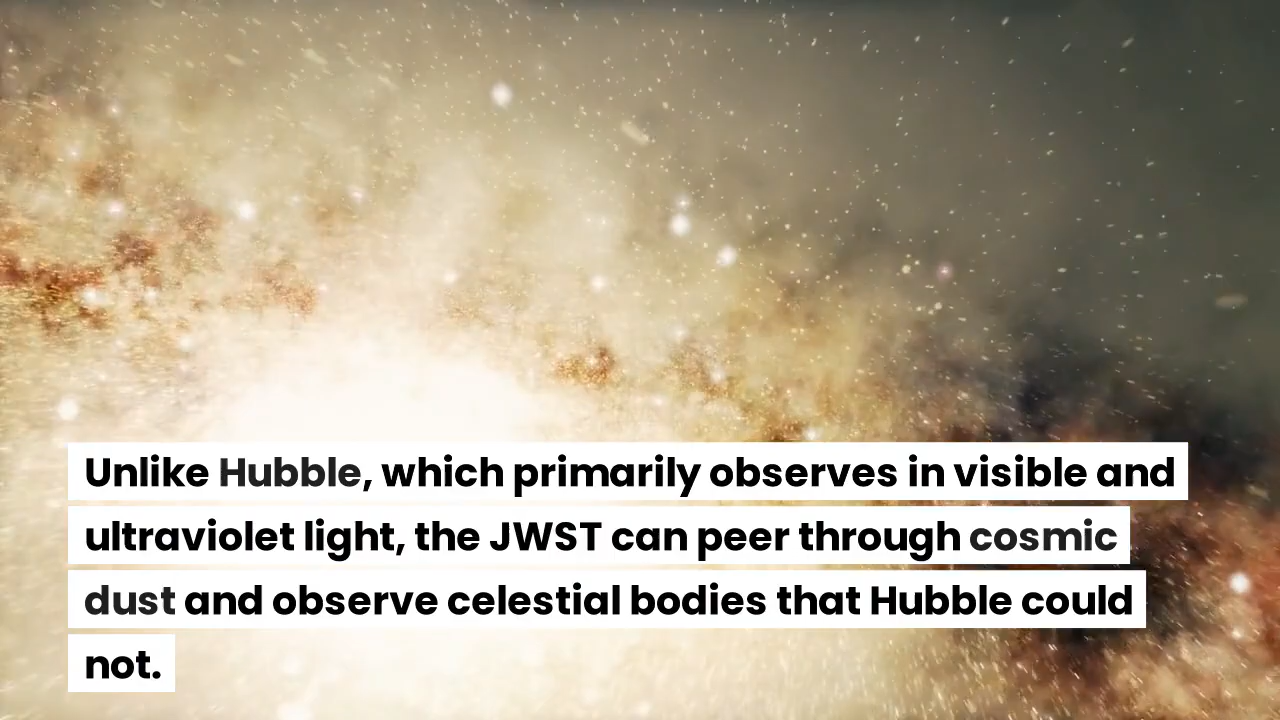 Unlike Hubble, which primarily observes in visible and
ultraviolet light, the JWST can peer through cosmic
dust and observe celestial bodies that Hubble could
not.